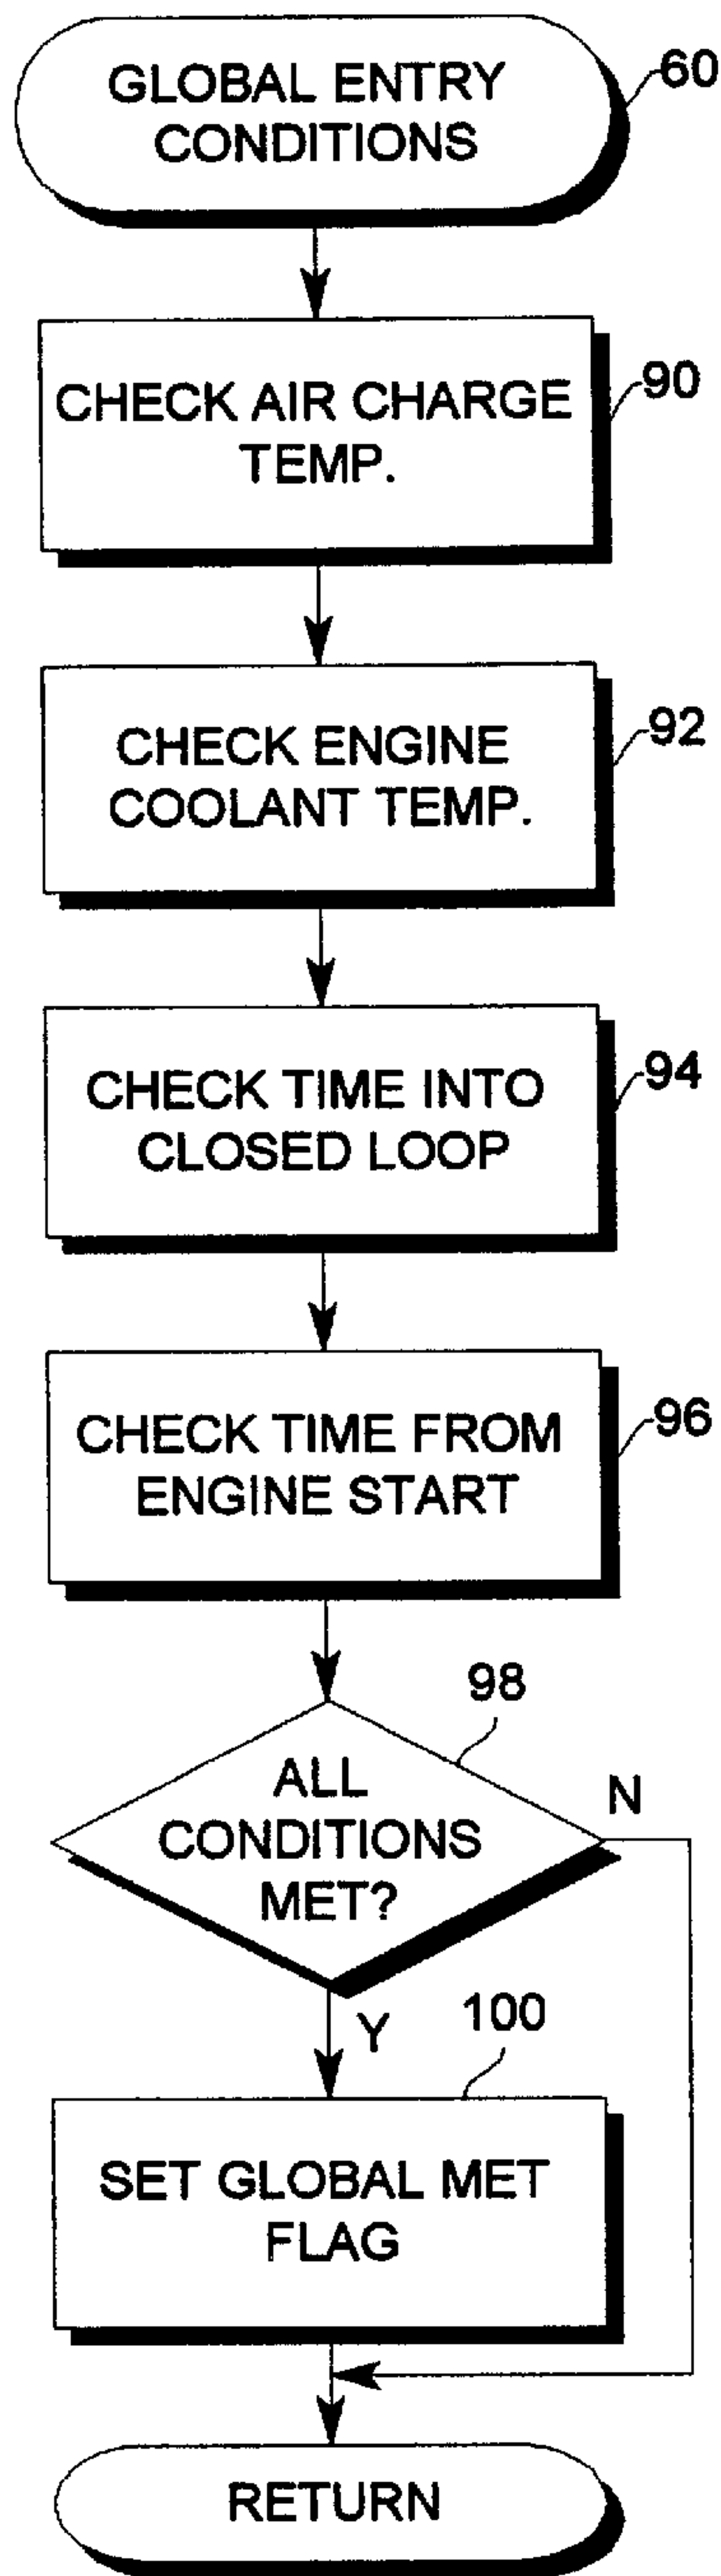 GLOBAL ENTRY
CONDITIONS
60
CHECK AIR CHARGE
TEMP.
90
CHECK ENGINE
COOLANT TEMP.
92
CHECK TIME INTO
CLOSED LOOP
94
CHECK TIME FROM
ENGINE START
96
98
ALL
CONDITIONS
MET?
N
Y
100
SET GLOBAL MET
FLAG
RETURN